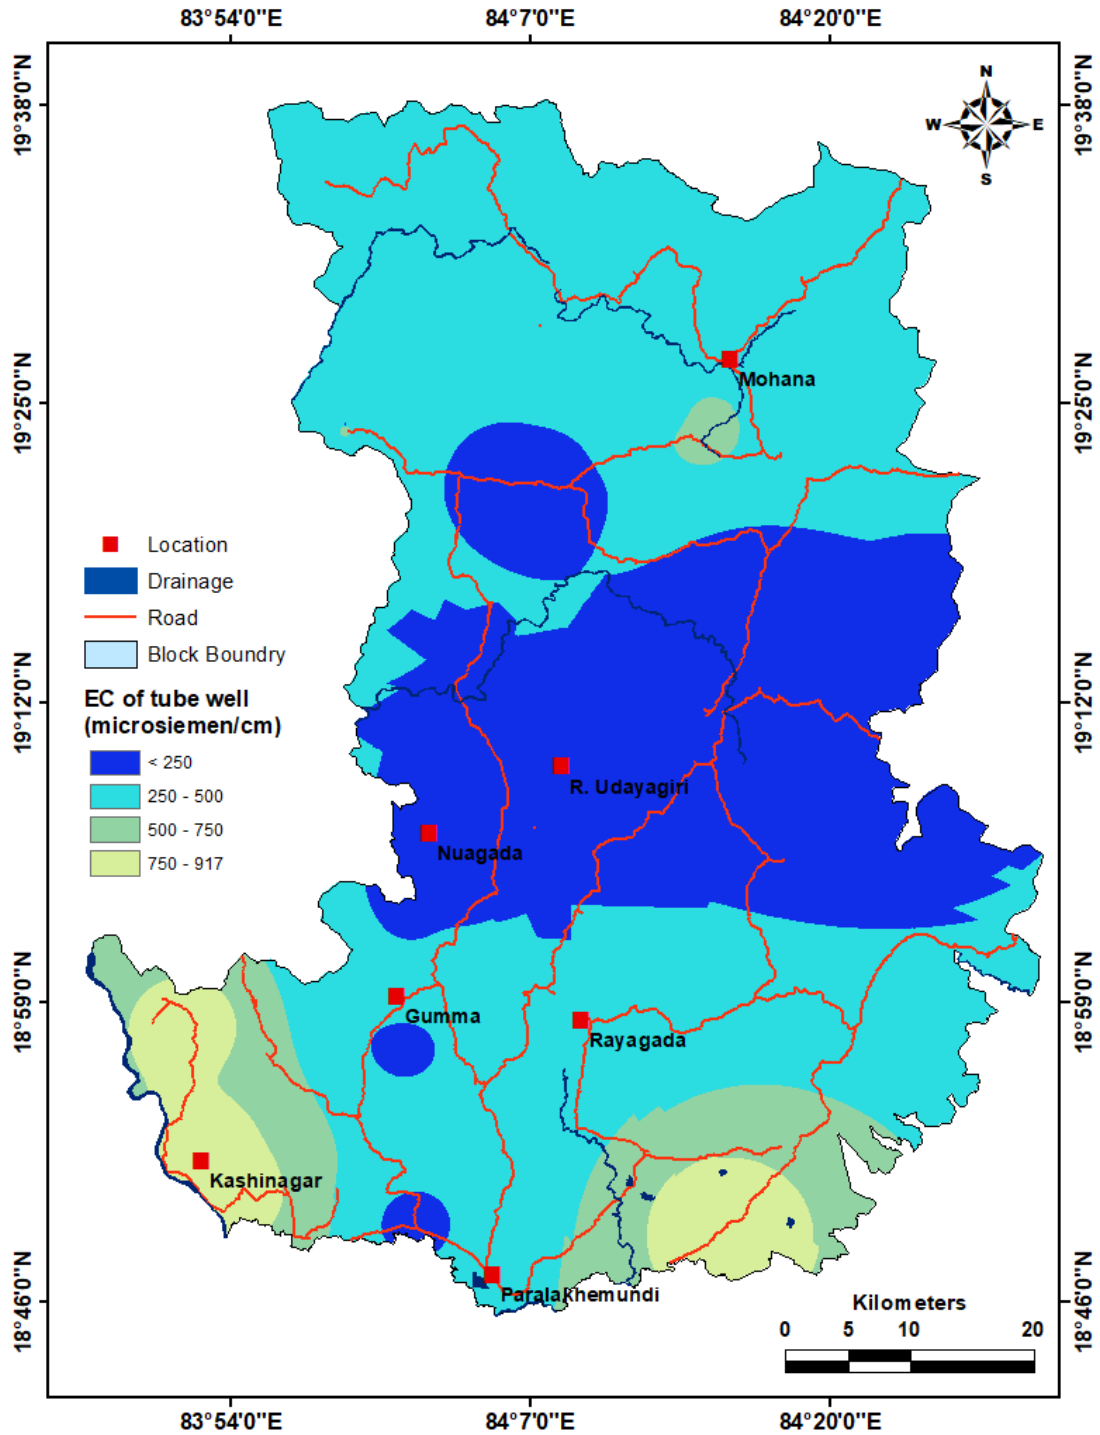 83°54'0"E
84°7'0"E
84°20'0"E
19°38'0"N
19°38'0"N
N
W
E
S
Mohana
19°25'0"N
19°25'0"N
Location
Drainage
Road
Block Boundry
EC of tube well
(microsiemen/cm)
< 250
250 - 500
500 - 750
750 - 917
19°12'0"N
19°12'0"N
R. Udayagiri
Nuagada
18°59'0"N
18°59'0"N
Gumma
Rayagada
Kashinagar
Paralakhemundi
18°46'0"N
18°46'0"N
Kilometers
0 5 10 20
83°54'0"E
84°7'0"E
84°20'0"E